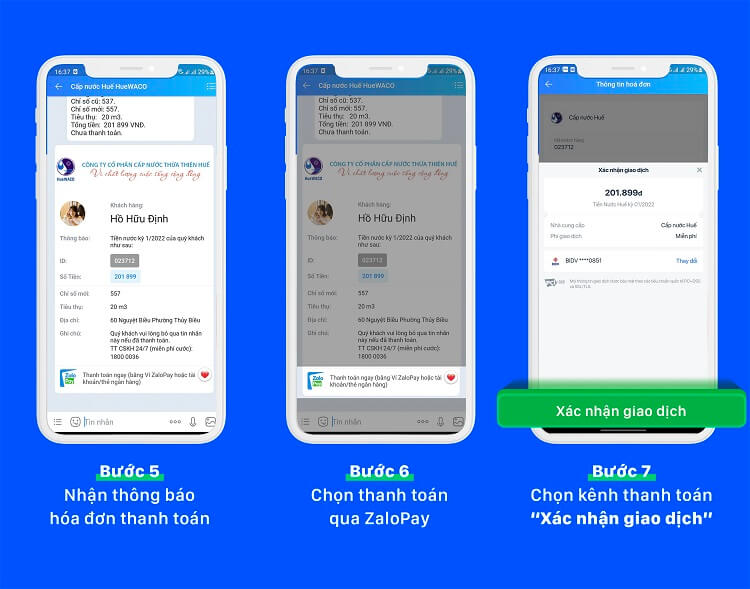 16:37
29%
Cấp nước Huế HueWACO
Chỉ số cũ: 537.
Chỉ số mới: 557.
Tiêu thụ: 20 m3.
Tổng tiền: 201 899 VNĐ.
Chưa thanh toán.
HueWACO
CÔNG TY CỔ PHẦN CẤP NƯỚC THỪA THIÊN HUẾ
Vì chất lượng cuộc sống cộng đồng
Khách hàng:
Hồ Hữu Định
Thông báo:
Tiền nước kỳ 1/2022 của quý khách
như sau:
ID:
023712
Số Tiền:
201 899
Chỉ số mới:
557
Tiêu thụ:
20 m3
Địa chỉ:
60 Nguyệt Biều Phường Thủy Biều
Ghi chú:
Quý khách vui lòng bỏ qua tin nhắn
này nếu đã thanh toán.
TT CSKH 24/7 (miễn phí cước):
1800 0036
Zalo
Pay
Thanh toán ngay (bằng Ví ZaloPay hoặc tài
khoản/thẻ ngân hàng)
Tin nhắn
Bước 5
Nhận thông báo
hóa đơn thanh toán
16:37
29%
Cấp nước Huế HueWACO
Chỉ số cũ: 537.
Chỉ số mới: 557.
Tiêu thụ: 20 m3.
Tổng tiền: 201 899 VNĐ.
Chưa thanh toán.
HueWACO
CÔNG TY CỔ PHẦN CẤP NƯỚC THỪA THIÊN HUẾ
Vì chất lượng cuộc sống cộng đồng
Khách hàng:
Hồ Hữu Định
Thông báo:
Tiền nước kỳ 1/2022 của quý khách
như sau:
ID:
023712
Số Tiền:
201 899
Chỉ số mới:
557
Tiêu thụ:
20 m3
Địa chỉ:
60 Nguyệt Biều Phường Thủy Biều
Ghi chú:
Quý khách vui lòng bỏ qua tin nhắn
này nếu đã thanh toán.
TT CSKH 24/7 (miễn phí cước):
1800 0036
Zalo
Pay
Thanh toán ngay (bằng Ví ZaloPay hoặc tài
khoản/thẻ ngân hàng)
Tin nhắn
Bước 6
Chọn thanh toán
qua ZaloPay
16:37
29%
Thông tin hoá đơn
Cấp nước Huế
023712
Xác nhận giao dịch
201.899đ
Tiền Nước Huế kỳ 01/2022
Nhà cung cấp
Cấp nước Huế
Phí giao dịch
Miễn phí
BIDV ****0851
Thay đổi
Xác nhận giao dịch
Bước 7
Chọn kênh thanh toán
“Xác nhận giao dịch”